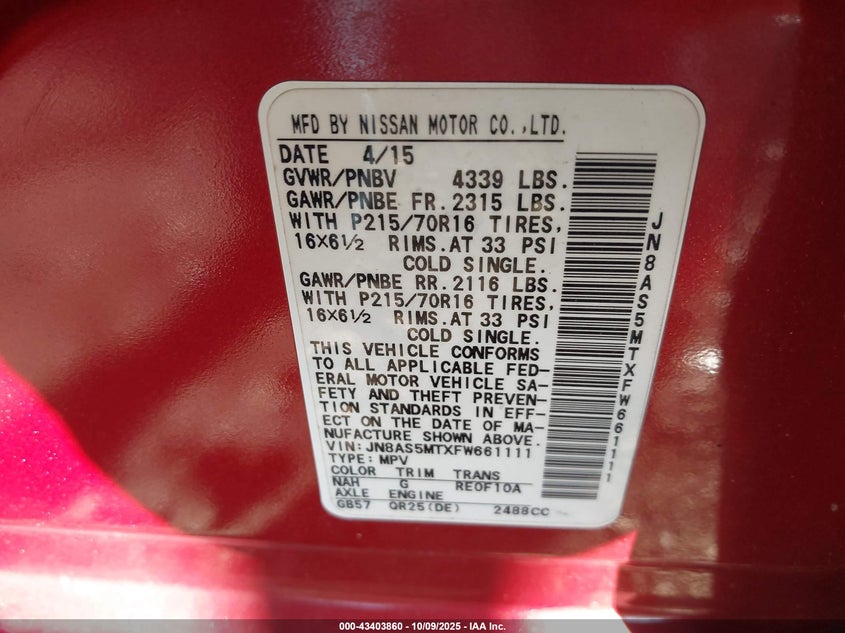 MFD BY NISSAN MOTOR CO.,LTD.
DATE 4/15
GVWR/PNBV 4339 LBS.
GAWR/PNBE FR.2315 LBS.
WITH P215/70R16 TIRES,
16X6½ RIMS.AT 33 PSI
COLD SINGLE.
GAWR/PNBE RR.2116 LBS.
WITH P215/70R16 TIRES,
16X6½ RIMS.AT 33 PSI
COLD SINGLE.
THIS VEHICLE CONFORMS
TO ALL APPLICABLE FED-
ERAL MOTOR VEHICLE SA-
FETY AND THEFT PREVEN-
TION STANDARDS IN EFF-
ECT ON THE DATE OF MA-
NUFACTURE SHOWN ABOVE.
VIN: JN8AS5MTXFW661111
TYPE: MPV
COLOR TRIM TRANS
NAH G RE0F10A
AXLE ENGINE
GB57 QR25(DE) 2488CC
JN8AS5MTXFW661111
000-43403860 - 10/09/2025 - IAA Inc.